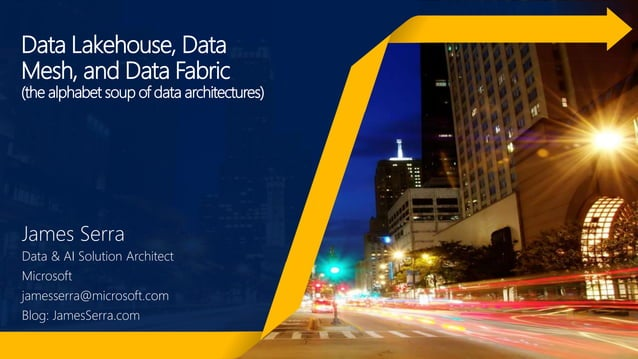 Data Lakehouse, Data
Mesh, and Data Fabric
(the alphabet soup of data architectures)
James Serra
Data & AI Solution Architect
Microsoft
jamesserra@microsoft.com
Blog: JamesSerra.com